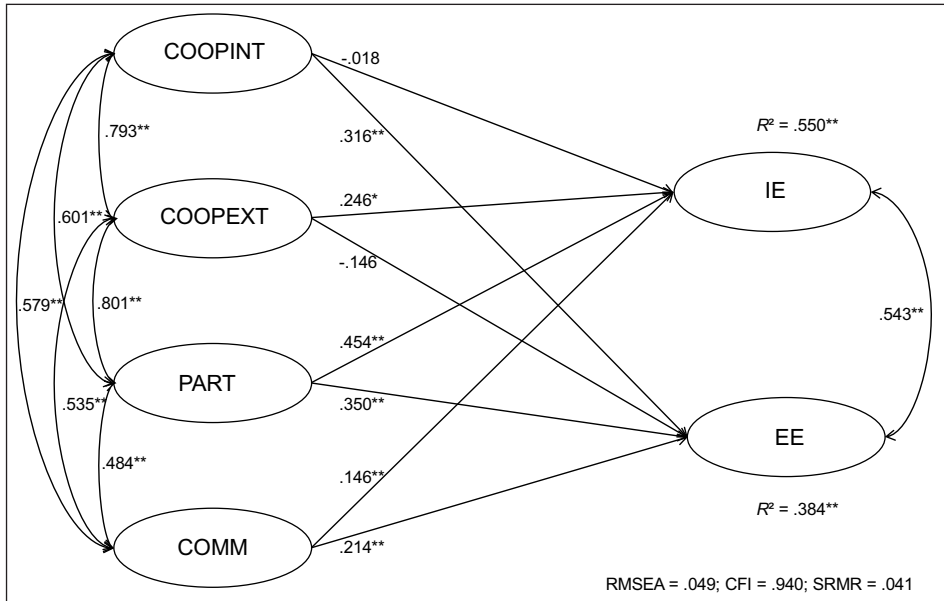 COOPINT
-.018
.793**
.316**
R² = .550**
IE
COOPEXT
.246*
.601**
-.146
.579**
.801**
.543**
.454**
PART
.350**
.535**
EE
.484**
.146**
R² = .384**
COMM
.214**
RMSEA = .049; CFI = .940; SRMR = .041